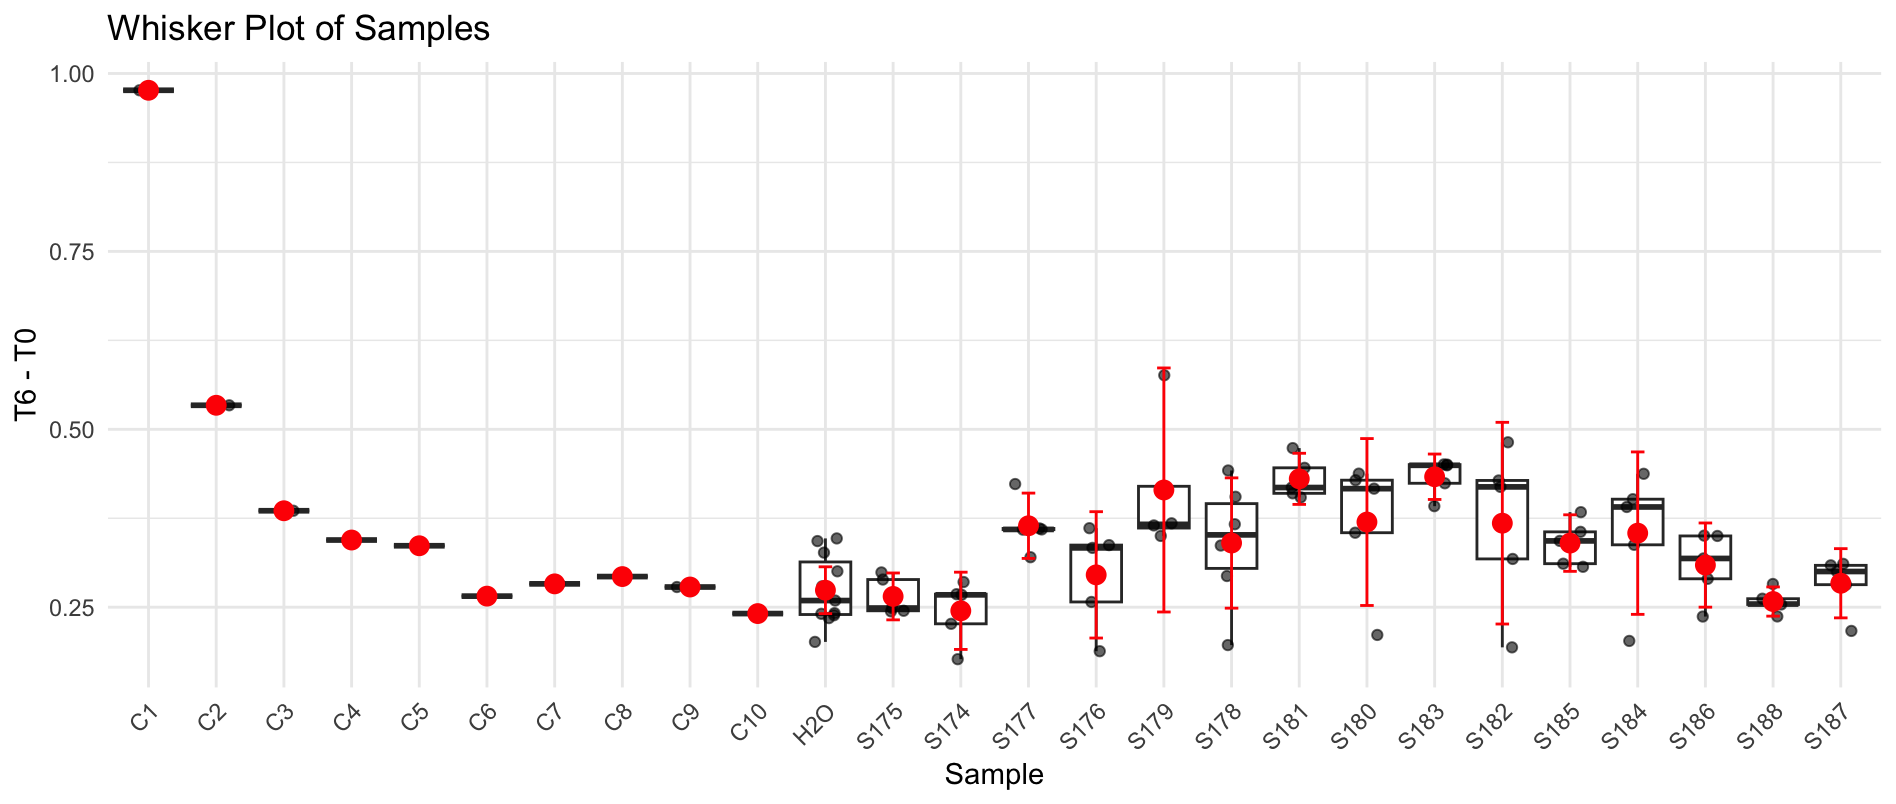 Whisker Plot of Samples
1.00
0.75
0.50
0.25
T6 - T0
C1
C2
C3
C4
C5
C6
C7
C8
C9
C10
H2O
S175
S174
S177
S176
S179
S178
S181
S180
S183
S182
S185
S184
S186
S188
S187
Sample